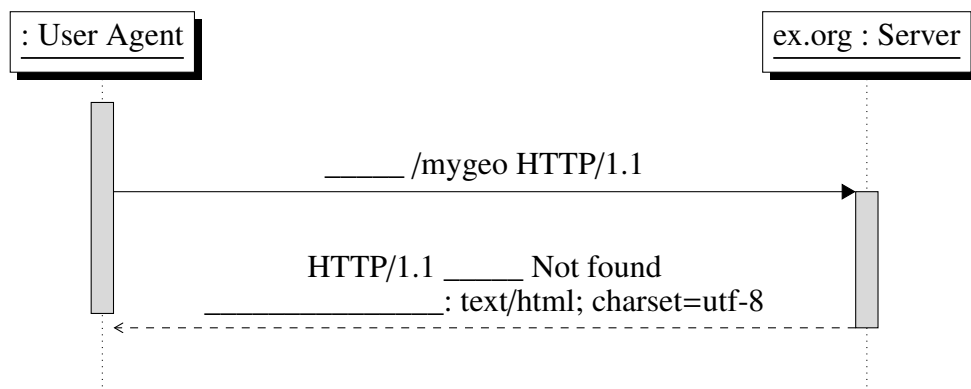 : User Agent
ex.org : Server
_____ /mygeo HTTP/1.1
HTTP/1.1 _____ Not found
_______________: text/html; charset=utf-8